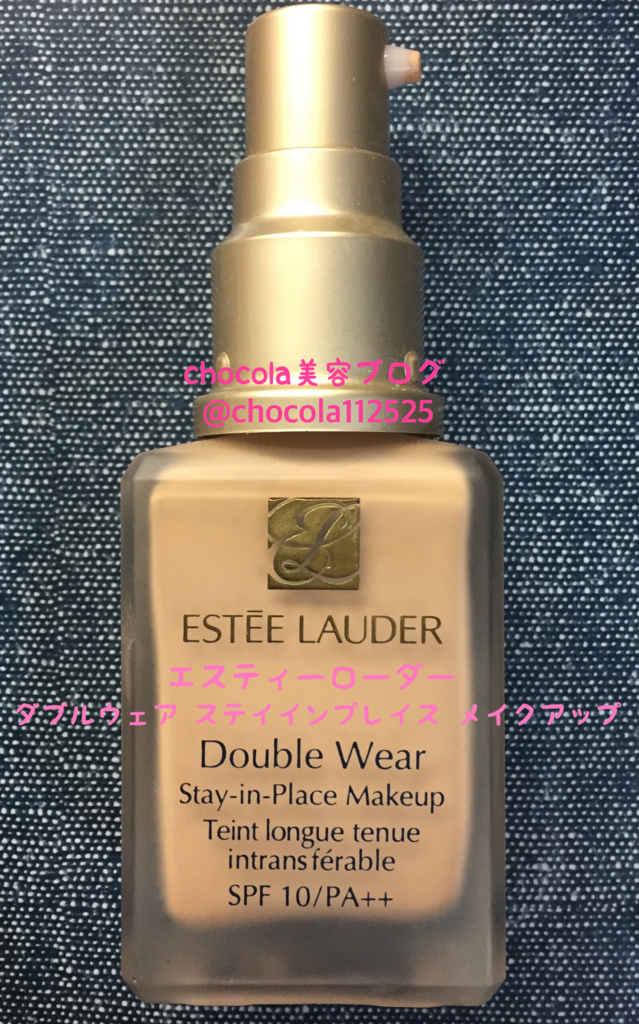 chocola美容ブログ
@chocola112525
EL
ESTĒE LAUDER
エスティーローダー
ダブルウェア ステイインプレイス メイクアップ
Double Wear
Stay-in-Place Makeup
Teint longue tenue
intransférable
SPF 10/PA++